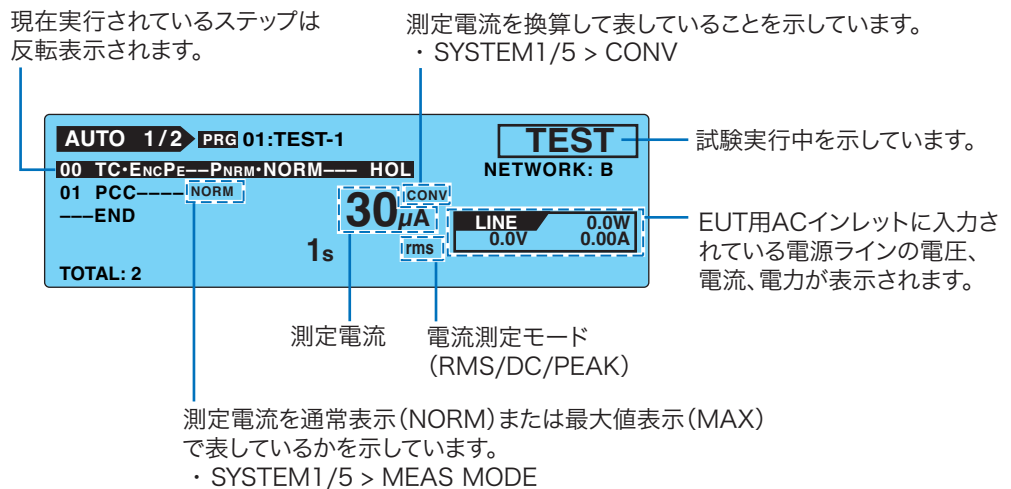 現在実行されているステップは
反転表示されます。
測定電流を換算して表していることを示しています。
・ SYSTEM1/5 > CONV
AUTO 1/2 PRG 01:TEST-1
TEST
試験実行中を示しています。
00 TC･ENCPE––PNRM･NORM––– HOL
NETWORK: B
01 PCC–––– NORM
–––END
30μA
CONV
rms
1s
LINE 0.0W
0.0V 0.00A
EUT用ACインレットに入力さ
れている電源ラインの電圧、
電流、電力が表示されます。
TOTAL: 2
測定電流
電流測定モード
（RMS/DC/PEAK）
測定電流を通常表示（NORM）または最大値表示（MAX）
で表しているかを示しています。
・ SYSTEM1/5 > MEAS MODE